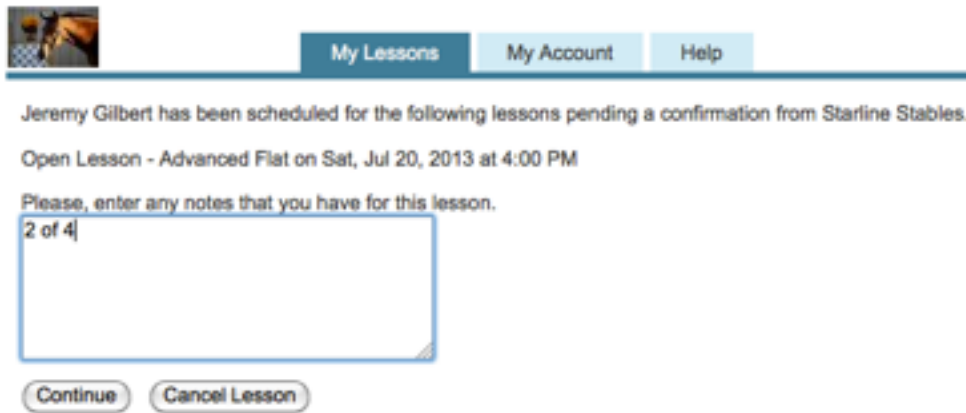 My Lessons My Account Help
Jeremy Gilbert has been scheduled for the following lessons pending a confirmation from Starline Stables
Open Lesson - Advanced Flat on Sat, Jul 20, 2013 at 4:00 PM
Please, enter any notes that you have for this lesson.
2 of 4
Continue Cancel Lesson